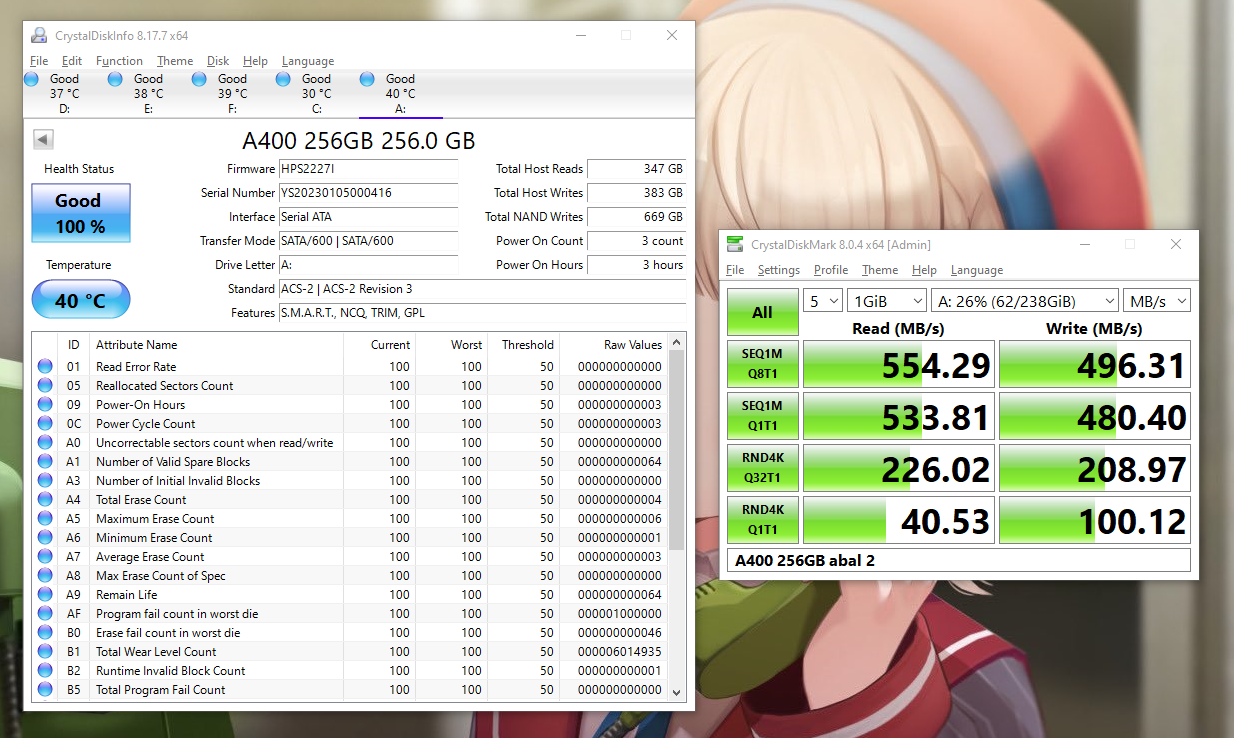 CrystalDiskInfo 8.17.7 x64
File Edit Function Theme Disk Help Language
Good Good Good Good Good
37 °C 38 °C 39 °C 30 °C 40 °C
D: E: F: C: A:
A400 256GB 256.0 GB
Health Status
Good
100 %
Temperature
40 °C
Firmware HPS2227I
Serial Number YS20230105000416
Interface Serial ATA
Transfer Mode SATA/600 | SATA/600
Drive Letter A:
Standard ACS-2 | ACS-2 Revision 3
Features S.M.A.R.T., NCQ, TRIM, GPL
Total Host Reads 347 GB
Total Host Writes 383 GB
Total NAND Writes 669 GB
Power On Count 3 count
Power On Hours 3 hours
ID Attribute Name Current Worst Threshold Raw Values
01 Read Error Rate 100 100 50 000000000000
05 Reallocated Sectors Count 100 100 50 000000000000
09 Power-On Hours 100 100 50 000000000003
0C Power Cycle Count 100 100 50 000000000003
A0 Uncorrectable sectors count when read/write 100 100 50 000000000000
A1 Number of Valid Spare Blocks 100 100 50 000000000064
A3 Number of Initial Invalid Blocks 100 100 50 000000000000
A4 Total Erase Count 100 100 50 000000000004
A5 Maximum Erase Count 100 100 50 000000000006
A6 Minimum Erase Count 100 100 50 000000000001
A7 Average Erase Count 100 100 50 000000000003
A8 Max Erase Count of Spec 100 100 50 000000000000
A9 Remain Life 100 100 50 000000000064
AF Program fail count in worst die 100 100 50 000001000000
B0 Erase fail count in worst die 100 100 50 000000000046
B1 Total Wear Level Count 100 100 50 000006014935
B2 Runtime Invalid Block Count 100 100 50 000000000001
B5 Total Program Fail Count 100 100 50 000000000000
CrystalDiskMark 8.0.4 x64 [Admin]
File Settings Profile Theme Help Language
All 5 1GiB A: 26% (62/238GiB) MB/s
Read (MB/s) Write (MB/s)
SEQ1M
Q8T1
554.29 496.31
SEQ1M
Q1T1
533.81 480.40
RND4K
Q32T1
226.02 208.97
RND4K
Q1T1
40.53 100.12
A400 256GB abal 2